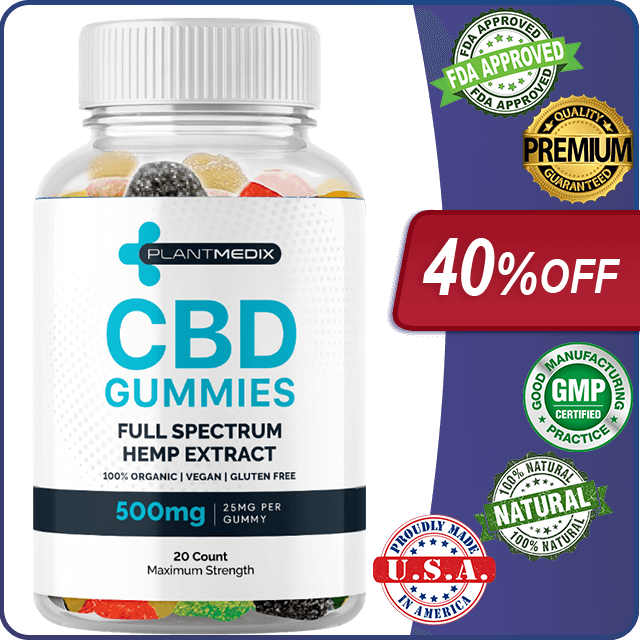 PLANTMEDIX
CBD
GUMMIES
FULL SPECTRUM
HEMP EXTRACT
100% ORGANIC | VEGAN | GLUTEN FREE
500mg | 25MG PER
GUMMY
20 Count
Maximum Strength
FDA APPROVED
FDA APPROVED
FDA APPROVED
QUALITY
PREMIUM
GUARANTEED
40%OFF
GOOD MANUFACTURING
GMP
CERTIFIED
PRACTICE
100% NATURAL
NATURAL
100% NATURAL
PROUDLY MADE
U.S.A.
IN AMERICA